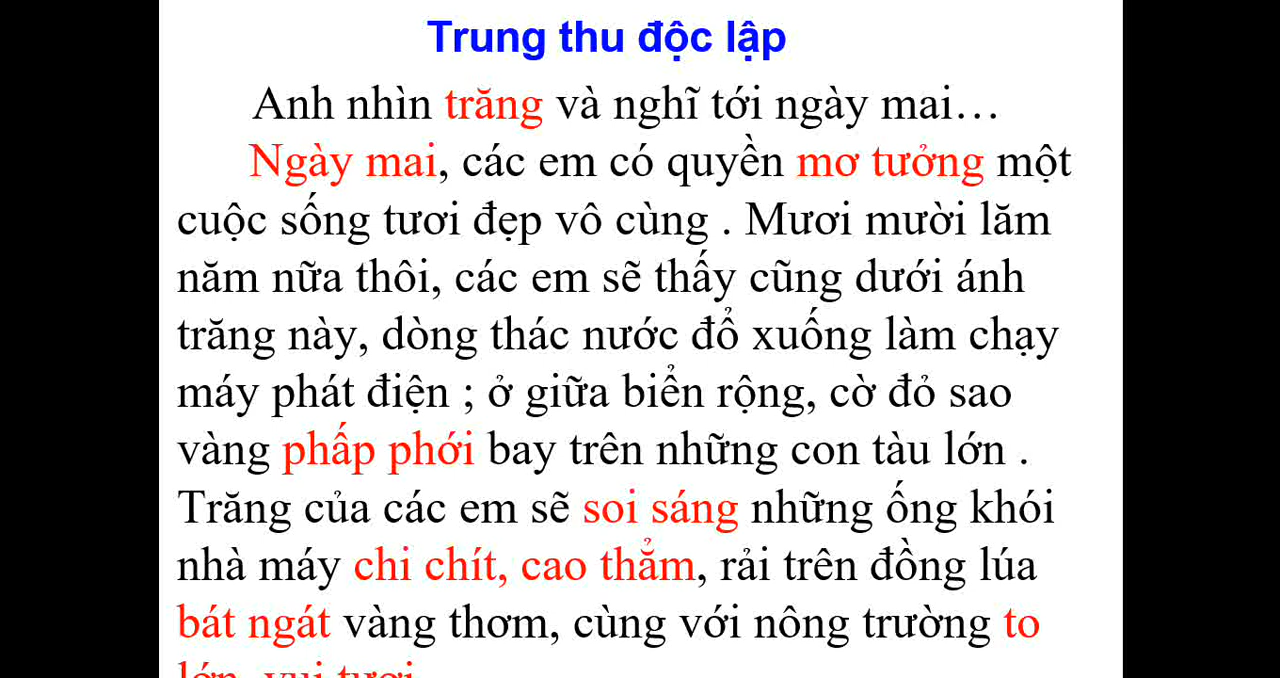 Trung thu độc lập
Anh nhìn trăng và nghĩ tới ngày mai…
Ngày mai, các em có quyền mơ tưởng một
cuộc sống tươi đẹp vô cùng . Mươi mười lăm
năm nữa thôi, các em sẽ thấy cũng dưới ánh
trăng này, dòng thác nước đổ xuống làm chạy
máy phát điện ; ở giữa biển rộng, cờ đỏ sao
vàng phấp phới bay trên những con tàu lớn .
Trăng của các em sẽ soi sáng những ống khói
nhà máy chi chít, cao thẳm, rải trên đồng lúa
bát ngát vàng thơm, cùng với nông trường to
lớn, vui tươi